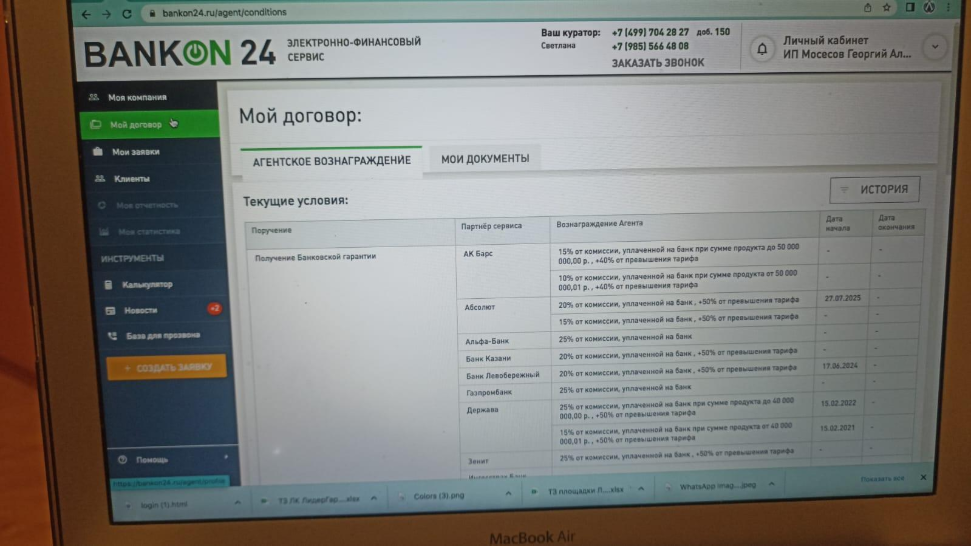 bankon24.ru/agent/conditions
BANKON 24
ЭЛЕКТРОННО-ФИНАНСОВЫЙ
СЕРВИС
Ваш куратор: +7 (499) 704 28 27 доб. 150
Светлана +7 (985) 566 48 08
ЗАКАЗАТЬ ЗВОНОК
Личный кабинет
ИП Мосесов Георгий Ал...
Моя компания
Мой договор
Мои заявки
Клиенты
Моя отчетность
Моя статистика
ИНСТРУМЕНТЫ
Калькулятор
Новости +2
База для прозвона
+ СОЗДАТЬ ЗАЯВКУ
Помощь
Мой договор:
АГЕНТСКОЕ ВОЗНАГРАЖДЕНИЕ МОИ ДОКУМЕНТЫ
Текущие условия:
ИСТОРИЯ
Поручение Партнёр сервиса Вознаграждение Агента Дата начала Дата окончания
Получение Банковской гарантии АК Барс 15% от комиссии, уплаченной на банк при сумме продукта до 50 000
000,00 р. , +40% от превышения тарифа - -
10% от комиссии, уплаченной на банк при сумме продукта от 50 000
000,01 р. , +40% от превышения тарифа - -
Абсолют 20% от комиссии, уплаченной на банк , +50% от превышения тарифа 27.07.2025 -
15% от комиссии, уплаченной на банк , +50% от превышения тарифа - -
Альфа-Банк 25% от комиссии, уплаченной на банк - -
Банк Казани 20% от комиссии, уплаченной на банк , +50% от превышения тарифа - -
Банк Левобережный 20% от комиссии, уплаченной на банк , +50% от превышения тарифа 17.06.2024 -
Газпромбанк 25% от комиссии, уплаченной на банк - -
Держава 25% от комиссии, уплаченной на банк при сумме продукта до 40 000
000,00 р. , +50% от превышения тарифа 15.02.2022 -
15% от комиссии, уплаченной на банк при сумме продукта от 40 000
000,01 р. , +50% от превышения тарифа 15.02.2021 -
Зенит 25% от комиссии, уплаченной на банк , +50% от превышения тарифа - -
https://bankon24.ru/agent/conditio
login (1).html
ТЗ ЛК ЛидерГар....xlsx
Colors (3).png
ТЗ площадки Л....xlsx
WhatsApp Imag....jpeg
Показать все
MacBook Air